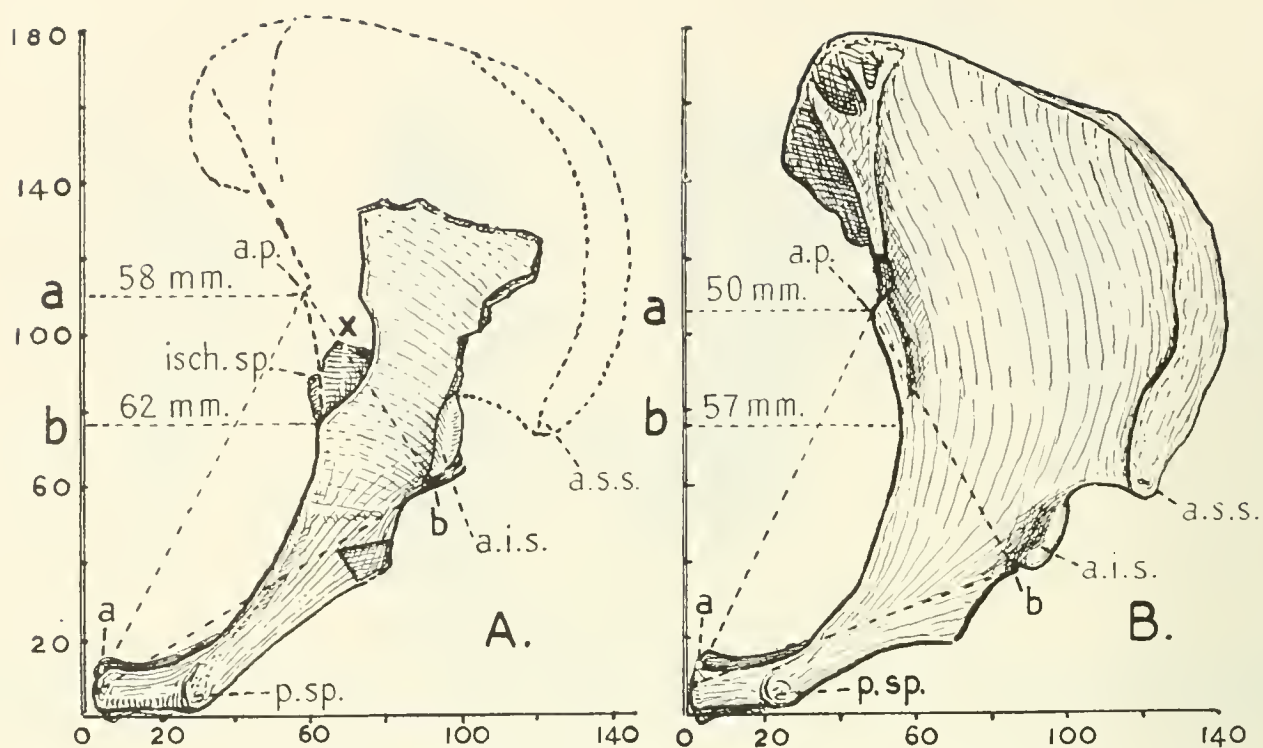 180
140
a.p.
58 mm.
a
100
X
isch. sp.
62 mm.
b
60
a.s.s.
b
a.i.s.
a
20
A.
p.sp.
0 20 60 100 140
a.p.
50 mm.
a
57 mm.
b
a.s.s.
a.i.s.
b
a
B.
p.sp.
0 20 60 100 140